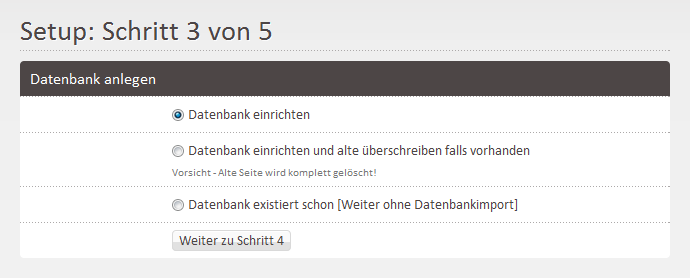 Setup: Schritt 3 von 5
Datenbank anlegen
Datenbank einrichten
Datenbank einrichten und alte überschreiben falls vorhanden
Vorsicht - Alte Seite wird komplett gelöscht!
Datenbank existiert schon [Weiter ohne Datenbankimport]
Weiter zu Schritt 4